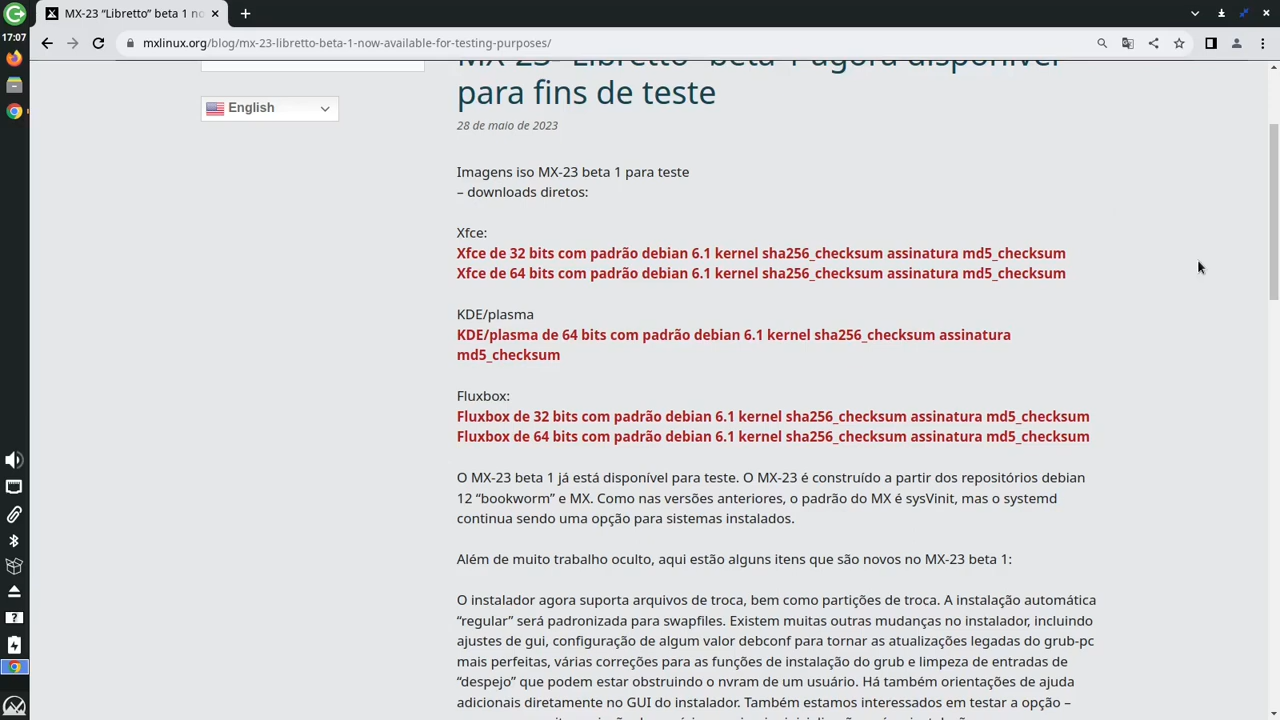 MX-23 “Libretto” beta 1 no
17:07
mxlinux.org/blog/mx-23-libretto-beta-1-now-available-for-testing-purposes/
MX-23 “Libretto” beta 1 agora disponível
para fins de teste
English
28 de maio de 2023
Imagens iso MX-23 beta 1 para teste
– downloads diretos:
Xfce:
Xfce de 32 bits com padrão debian 6.1 kernel sha256_checksum assinatura md5_checksum
Xfce de 64 bits com padrão debian 6.1 kernel sha256_checksum assinatura md5_checksum
KDE/plasma
KDE/plasma de 64 bits com padrão debian 6.1 kernel sha256_checksum assinatura
md5_checksum
Fluxbox:
Fluxbox de 32 bits com padrão debian 6.1 kernel sha256_checksum assinatura md5_checksum
Fluxbox de 64 bits com padrão debian 6.1 kernel sha256_checksum assinatura md5_checksum
O MX-23 beta 1 já está disponível para teste. O MX-23 é construído a partir dos repositórios debian
12 “bookworm” e MX. Como nas versões anteriores, o padrão do MX é sysVinit, mas o systemd
continua sendo uma opção para sistemas instalados.
Além de muito trabalho oculto, aqui estão alguns itens que são novos no MX-23 beta 1:
O instalador agora suporta arquivos de troca, bem como partições de troca. A instalação automática
“regular” será padronizada para swapfiles. Existem muitas outras mudanças no instalador, incluindo
ajustes de gui, configuração de algum valor debconf para tornar as atualizações legadas do grub-pc
mais perfeitas, várias correções para as funções de instalação do grub e limpeza de entradas de
“despejo” que podem estar obstruindo o nvram de um usuário. Há também orientações de ajuda
adicionais diretamente no GUI do instalador. Também estamos interessados em testar a opção –